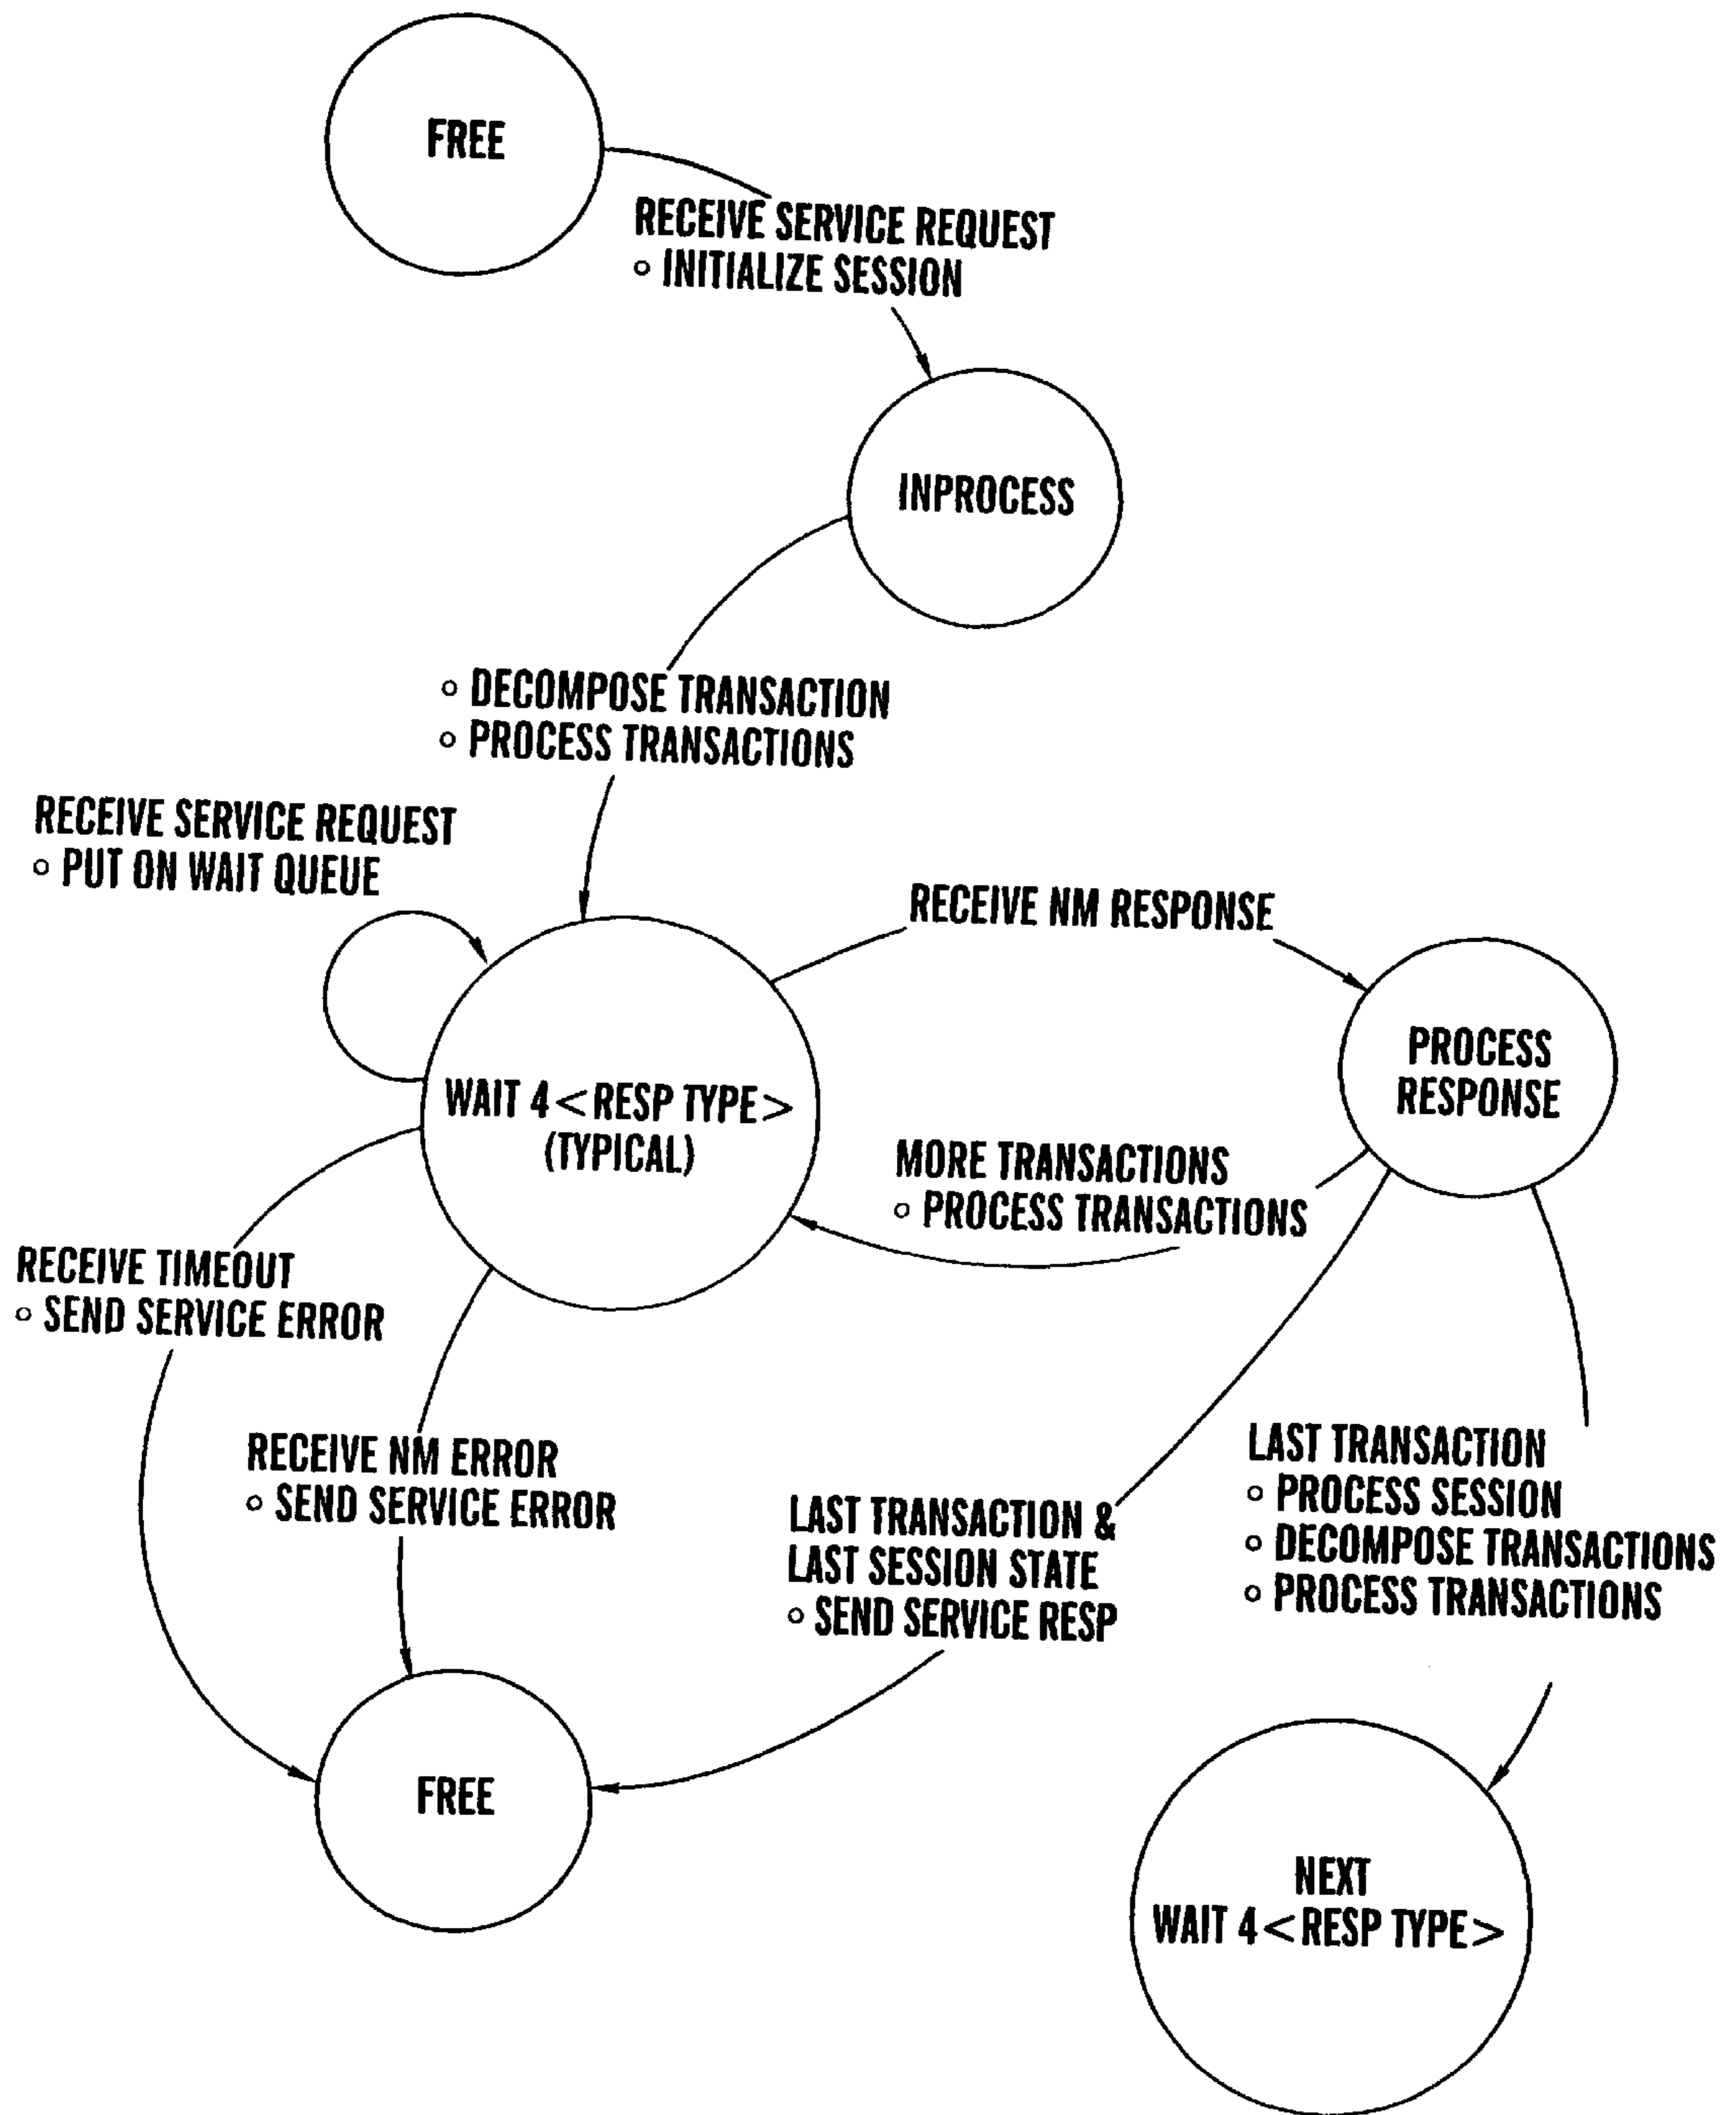 FREE
RECEIVE SERVICE REQUEST
○ INITIALIZE SESSION
INPROCESS
○ DECOMPOSE TRANSACTION
○ PROCESS TRANSACTIONS
RECEIVE SERVICE REQUEST
○ PUT ON WAIT QUEUE
RECEIVE NM RESPONSE
PROCESS
RESPONSE
WAIT 4 <RESP TYPE>
(TYPICAL)
MORE TRANSACTIONS
○ PROCESS TRANSACTIONS
RECEIVE TIMEOUT
○ SEND SERVICE ERROR
RECEIVE NM ERROR
○ SEND SERVICE ERROR
LAST TRANSACTION &
LAST SESSION STATE
○ SEND SERVICE RESP
LAST TRANSACTION
○ PROCESS SESSION
○ DECOMPOSE TRANSACTIONS
○ PROCESS TRANSACTIONS
FREE
NEXT
WAIT 4 <RESP TYPE>